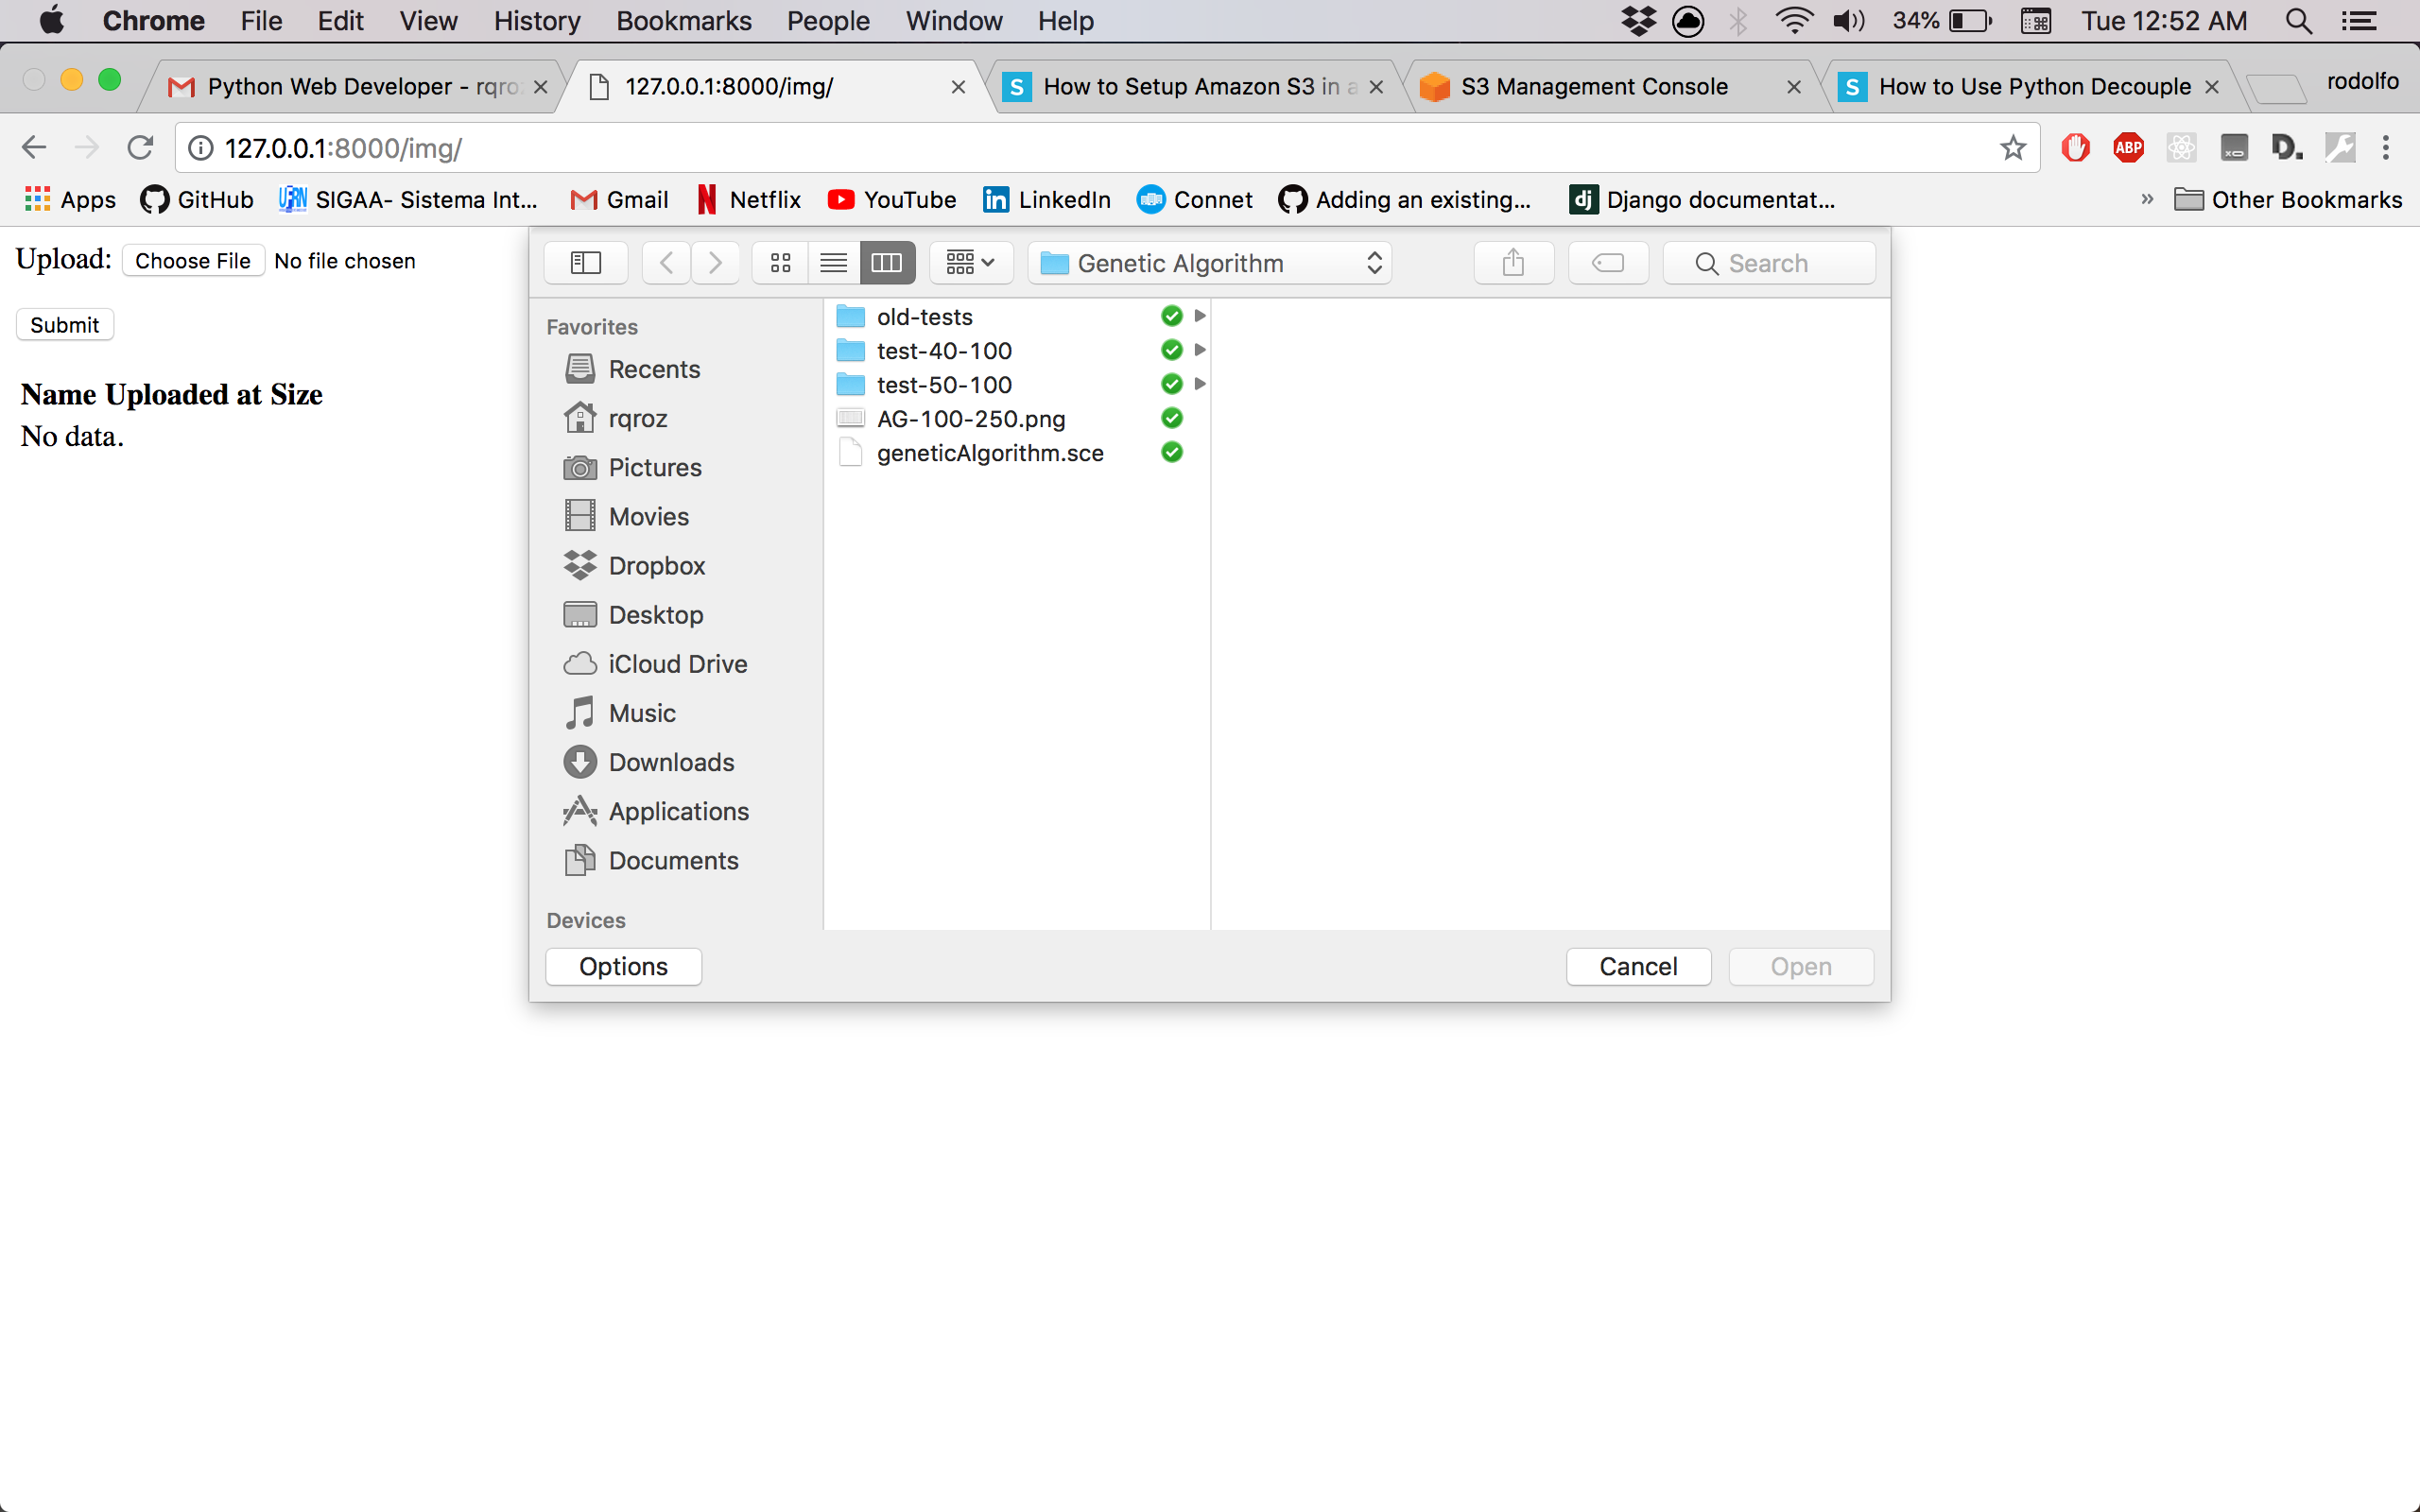 Chrome File Edit View History Bookmarks People Window Help 34% Tue 12:52 AM
Python Web Developer - rqro
127.0.0.1:8000/img/
How to Setup Amazon S3 in a
S3 Management Console
How to Use Python Decouple
rodolfo
127.0.0.1:8000/img/
ABP
D.
Apps GitHub SIGAA- Sistema Int... Gmail Netflix YouTube LinkedIn Connet Adding an existing... Django documentat... » Other Bookmarks
Upload: Choose File No file chosen
Submit
Name Uploaded at Size
No data.
Genetic Algorithm
Search
Favorites
Recents
rqroz
Pictures
Movies
Dropbox
Desktop
iCloud Drive
Music
Downloads
Applications
Documents
Devices
old-tests
test-40-100
test-50-100
AG-100-250.png
geneticAlgorithm.sce
Options
Cancel
Open